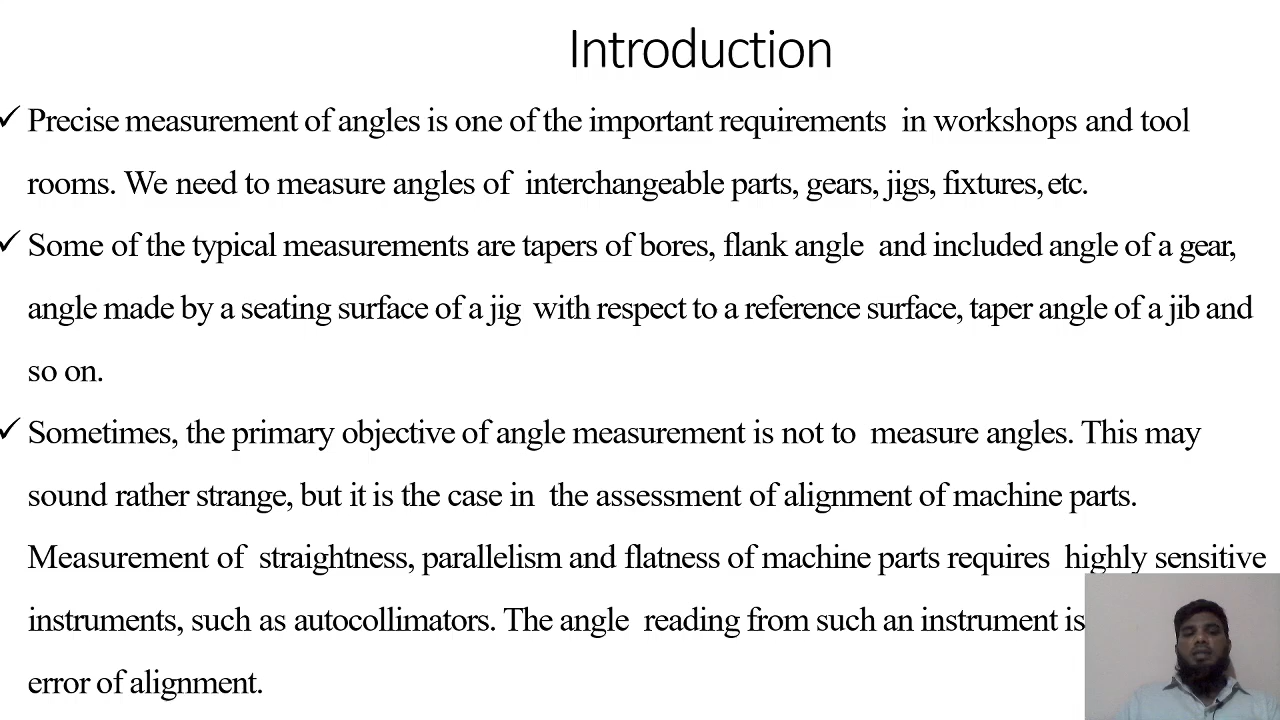 Introduction
✓ Precise measurement of angles is one of the important requirements in workshops and tool
rooms. We need to measure angles of interchangeable parts, gears, jigs, fixtures, etc.
✓ Some of the typical measurements are tapers of bores, flank angle and included angle of a gear,
angle made by a seating surface of a jig with respect to a reference surface, taper angle of a jib and
so on.
✓ Sometimes, the primary objective of angle measurement is not to measure angles. This may
sound rather strange, but it is the case in the assessment of alignment of machine parts.
Measurement of straightness, parallelism and flatness of machine parts requires highly sensitive
instruments, such as autocollimators. The angle reading from such an instrument is
error of alignment.